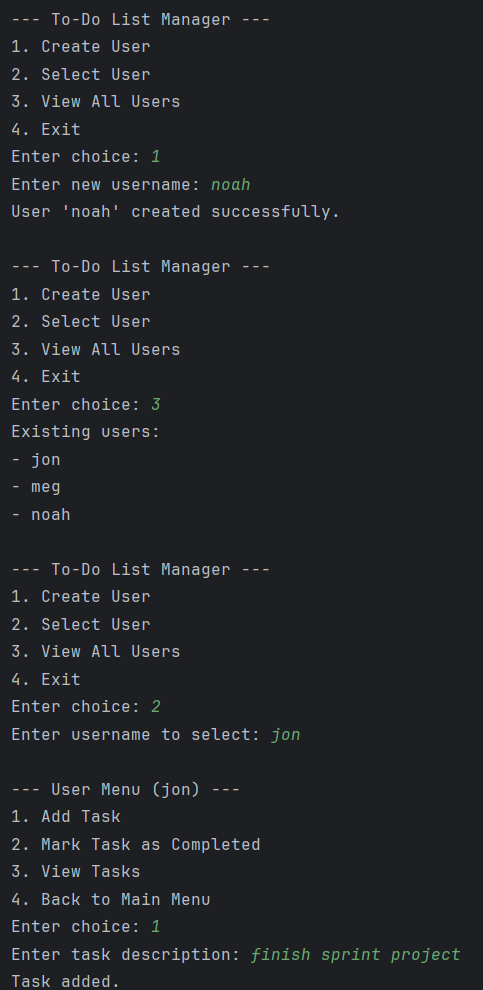 --- To-Do List Manager ---
1. Create User
2. Select User
3. View All Users
4. Exit
Enter choice: 1
Enter new username: noah
User 'noah' created successfully.

--- To-Do List Manager ---
1. Create User
2. Select User
3. View All Users
4. Exit
Enter choice: 3
Existing users:
- jon
- meg
- noah

--- To-Do List Manager ---
1. Create User
2. Select User
3. View All Users
4. Exit
Enter choice: 2
Enter username to select: jon

--- User Menu (jon) ---
1. Add Task
2. Mark Task as Completed
3. View Tasks
4. Back to Main Menu
Enter choice: 1
Enter task description: finish sprint project
Task added.